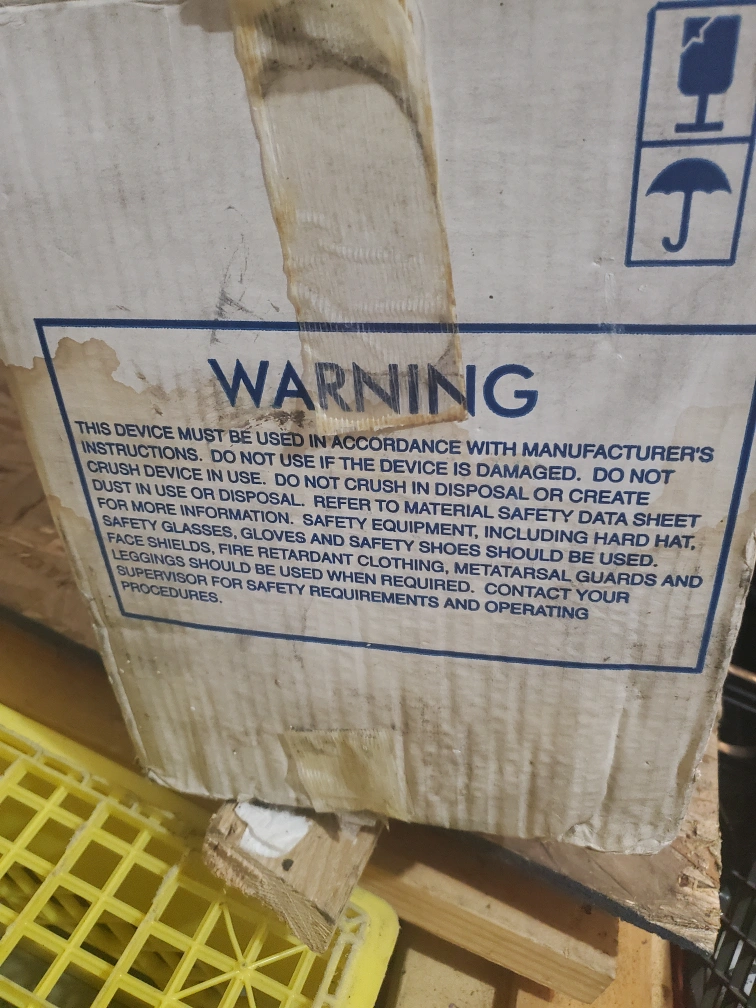 WARNING
THIS DEVICE MUST BE USED IN ACCORDANCE WITH MANUFACTURER'S
INSTRUCTIONS. DO NOT USE IF THE DEVICE IS DAMAGED. DO NOT
CRUSH DEVICE IN USE. DO NOT CRUSH IN DISPOSAL OR CREATE
DUST IN USE OR DISPOSAL. REFER TO MATERIAL SAFETY DATA SHEET
FOR MORE INFORMATION. SAFETY EQUIPMENT, INCLUDING HARD HAT,
SAFETY GLASSES, GLOVES AND SAFETY SHOES SHOULD BE USED.
FACE SHIELDS, FIRE RETARDANT CLOTHING, METATARSAL GUARDS AND
LEGGINGS SHOULD BE USED WHEN REQUIRED. CONTACT YOUR
SUPERVISOR FOR SAFETY REQUIREMENTS AND OPERATING
PROCEDURES.